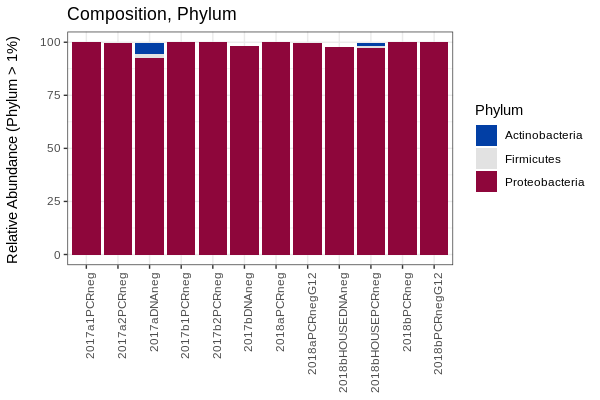 Composition, Phylum
Relative Abundance (Phylum > 1%)
100
75
50
25
0
2017a1PCRneg
2017a2PCRneg
2017aDNAneg
2017b1PCRneg
2017b2PCRneg
2017bDNAneg
2018aPCRneg
2018aPCRnegG12
2018bHOUSEDNAneg
2018bHOUSEPCRneg
2018bPCRneg
2018bPCRnegG12
Phylum
Actinobacteria
Firmicutes
Proteobacteria